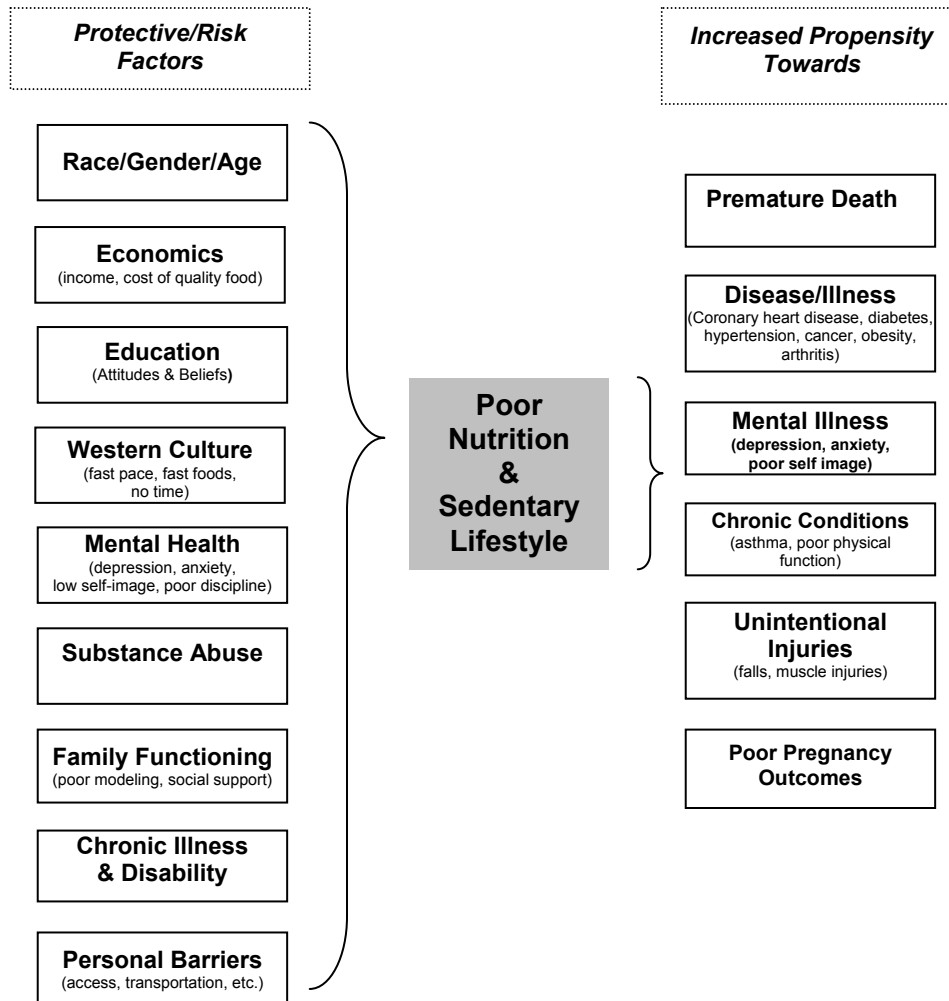 Protective/Risk
Factors
Race/Gender/Age
Economics
(income, cost of quality food)
Education
(Attitudes & Beliefs)
Western Culture
(fast pace, fast foods,
no time)
Mental Health
(depression, anxiety,
low self-image, poor discipline)
Substance Abuse
Family Functioning
(poor modeling, social support)
Chronic Illness
& Disability
Personal Barriers
(access, transportation, etc.)
Poor
Nutrition
&
Sedentary
Lifestyle
Increased Propensity
Towards
Premature Death
Disease/Illness
(Coronary heart disease, diabetes,
hypertension, cancer, obesity,
arthritis)
Mental Illness
(depression, anxiety,
poor self image)
Chronic Conditions
(asthma, poor physical
function)
Unintentional
Injuries
(falls, muscle injuries)
Poor Pregnancy
Outcomes